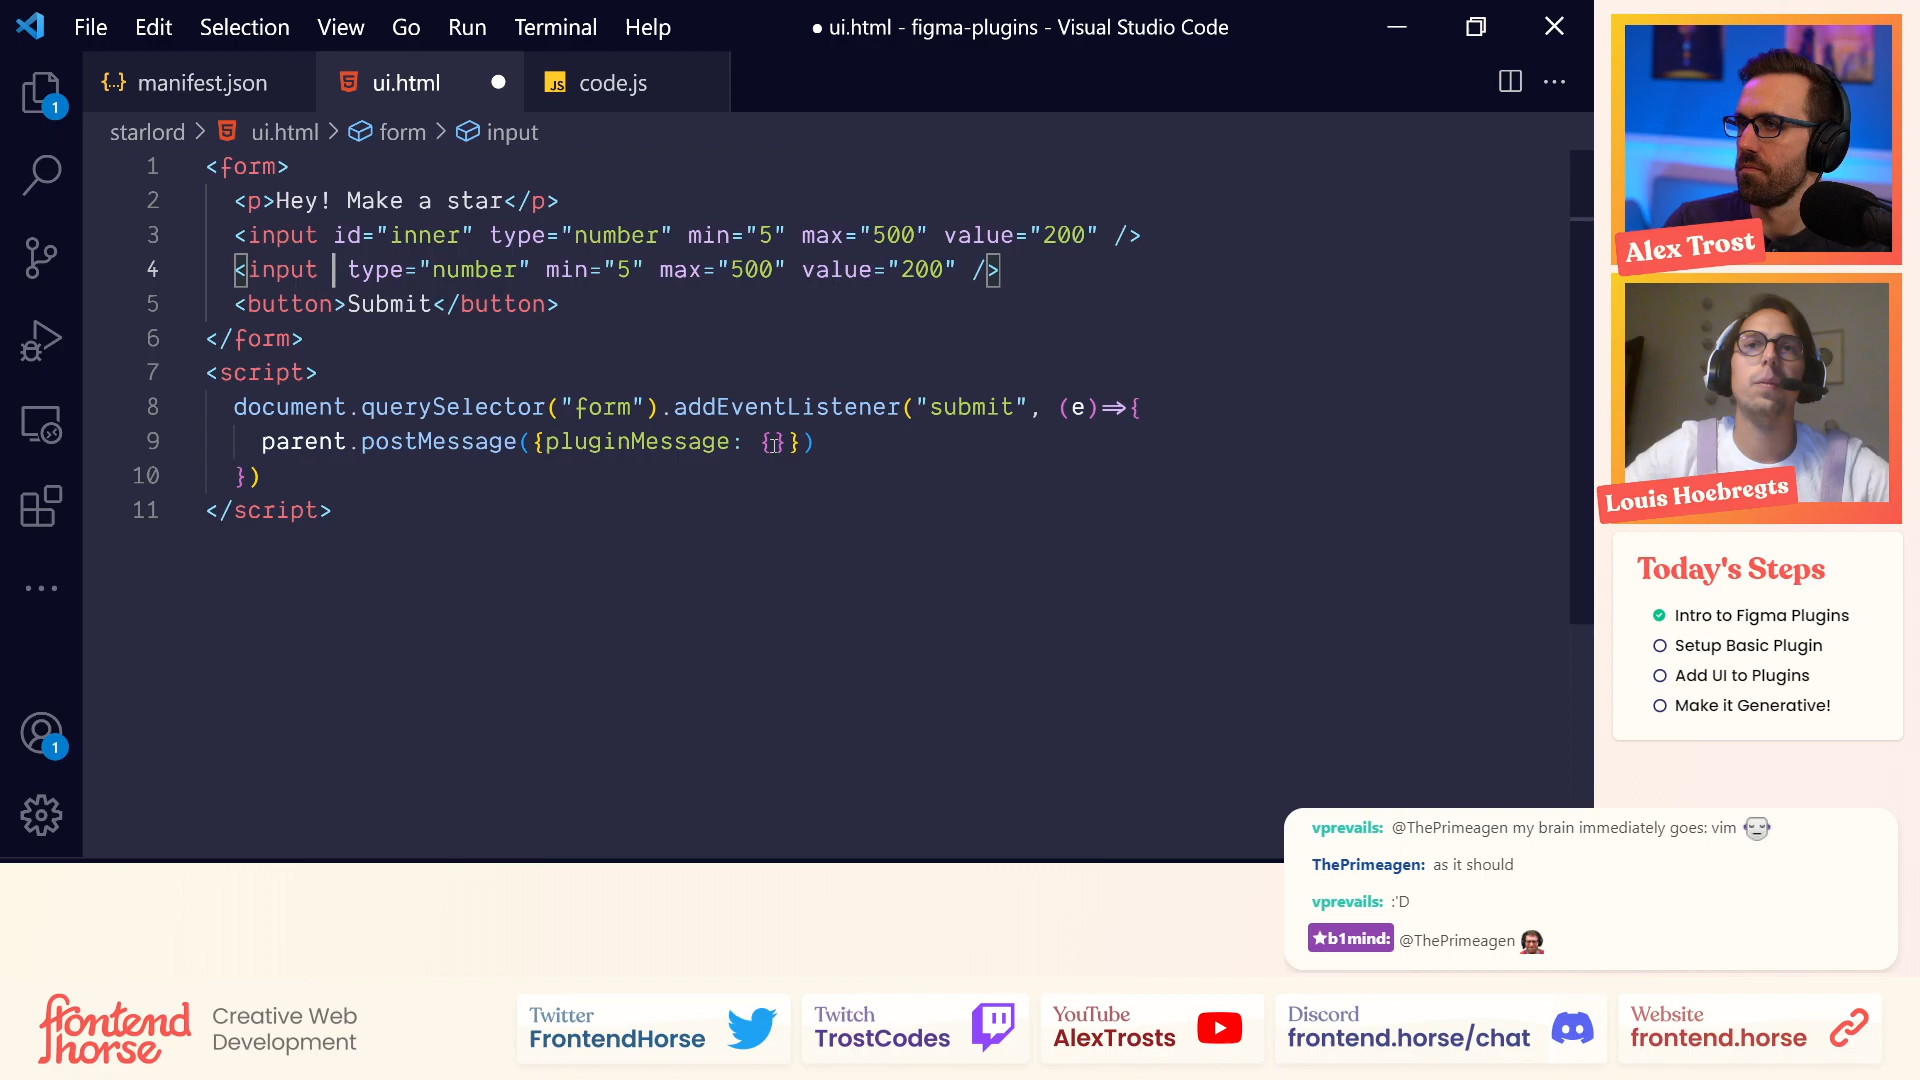 File Edit Selection View Go Run Terminal Help
● ui.html - figma-plugins - Visual Studio Code
{..} manifest.json
ui.html
JS code.js
starlord > ui.html > form > input
1 <form>
2 <p>Hey! Make a star</p>
3 <input id="inner" type="number" min="5" max="500" value="200" />
4 <input type="number" min="5" max="500" value="200" />
5 <button>Submit</button>
6 </form>
7 <script>
8 document.querySelector("form").addEventListener("submit", (e)=>{
9 parent.postMessage({pluginMessage: {}})
10 })
11 </script>
1
1
Alex Trost
Louis Hoebregts
Today's Steps
Intro to Figma Plugins
Setup Basic Plugin
Add UI to Plugins
Make it Generative!
vprevails: @ThePrimeagen my brain immediately goes: vim
ThePrimeagen: as it should
vprevails: :'D
★b1mind: @ThePrimeagen
frontend horse
Creative Web Development
Twitter
FrontendHorse
Twitch
TrostCodes
YouTube
AlexTrosts
Discord
frontend.horse/chat
Website
frontend.horse